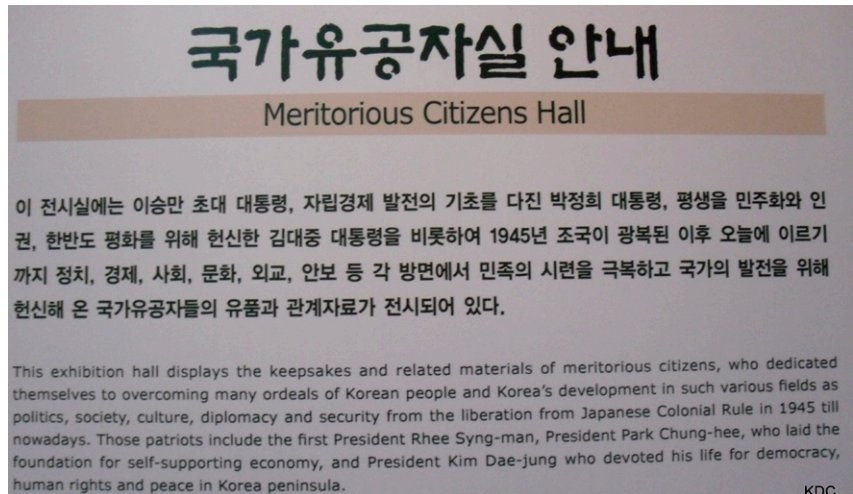 국가유공자실 안내
Meritorious Citizens Hall
이 전시실에는 이승만 초대 대통령, 자립경제 발전의 기초를 다진 박정희 대통령, 평생을 민주화와 인
권, 한반도 평화를 위해 헌신한 김대중 대통령을 비롯하여 1945년 조국이 광복된 이후 오늘에 이르기
까지 정치, 경제, 사회, 문화, 외교, 안보 등 각 방면에서 민족의 시련을 극복하고 국가의 발전을 위해
헌신해 온 국가유공자들의 유품과 관계자료가 전시되어 있다.
This exhibition hall displays the keepsakes and related materials of meritorious citizens, who dedicated
themselves to overcoming many ordeals of Korean people and Korea's development in such various fields as
politics, society, culture, diplomacy and security from the liberation from Japanese Colonial Rule in 1945 till
nowadays. Those patriots include the first President Rhee Syng-man, President Park Chung-hee, who laid the
foundation for self-supporting economy, and President Kim Dae-jung who devoted his life for democracy,
human rights and peace in Korea peninsula.
KDC